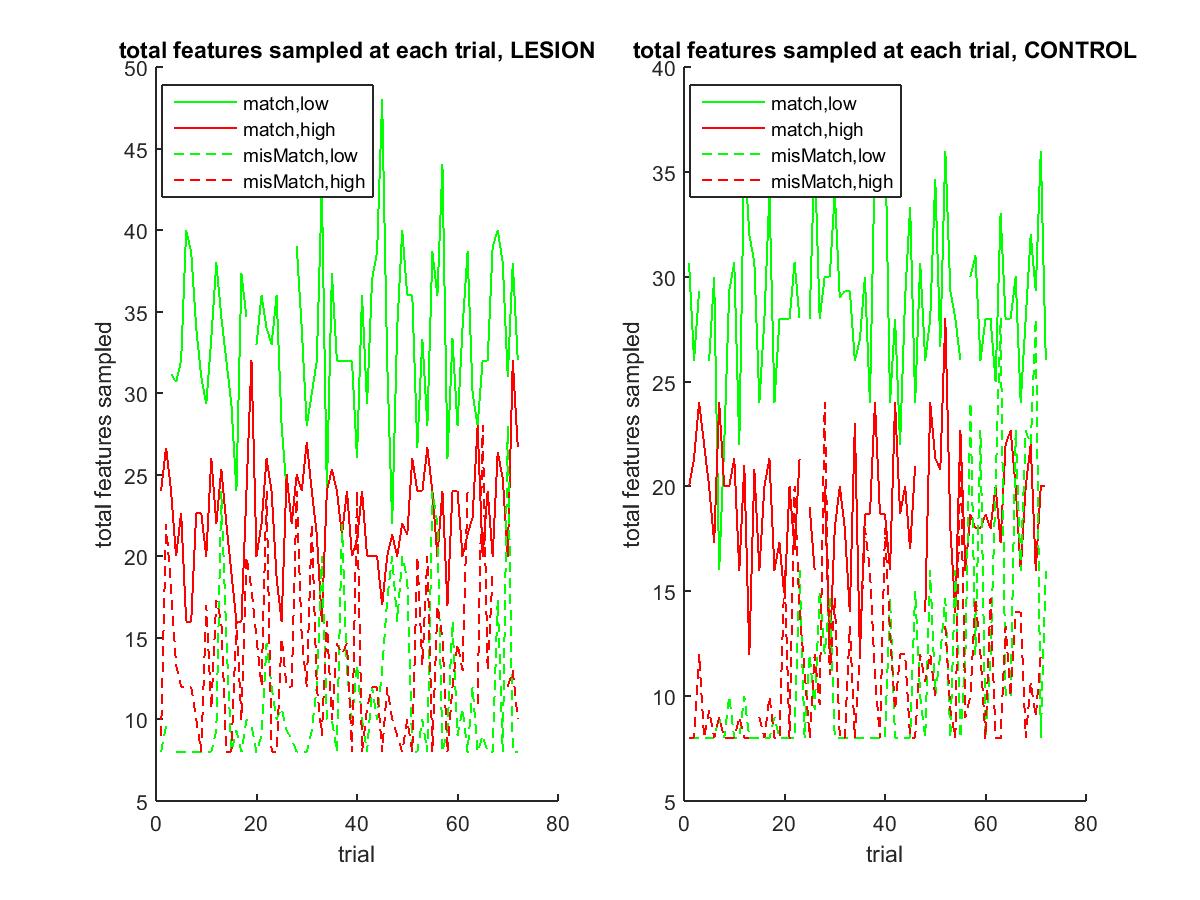 total features sampled at each trial, LESION
50
45
40
35
30
25
20
15
10
5
0
20
40
60
80
trial
total features sampled
match,low
match,high
misMatch,low
misMatch,high
total features sampled at each trial, CONTROL
40
35
30
25
20
15
10
5
0
20
40
60
80
trial
total features sampled
match,low
match,high
misMatch,low
misMatch,high